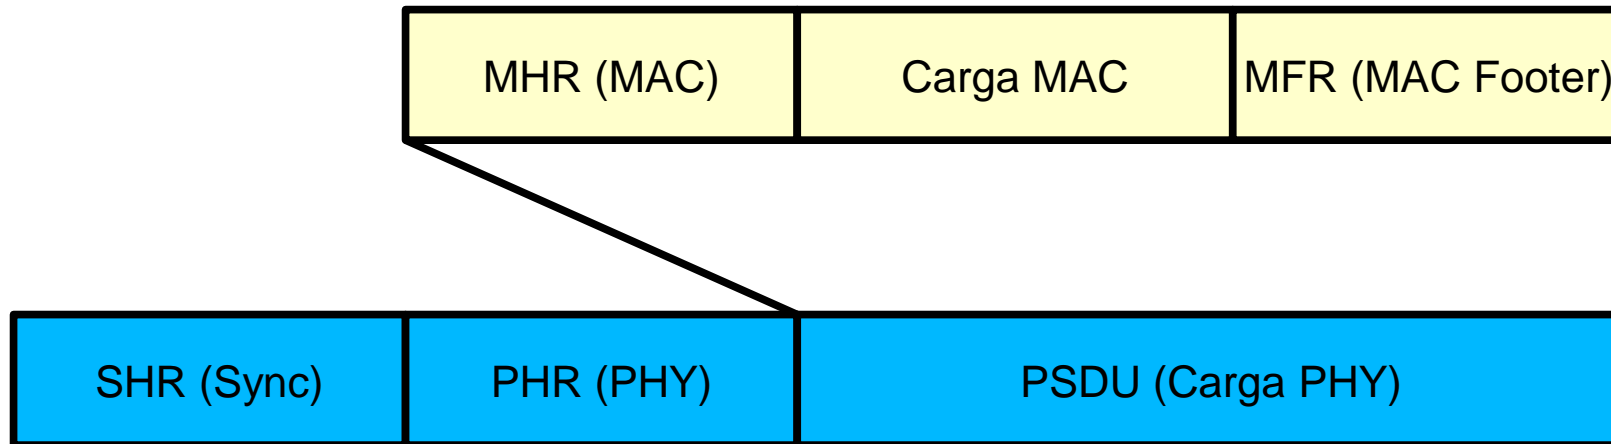 MHR (MAC) Carga MAC MFR (MAC Footer)
SHR (Sync) PHR (PHY) PSDU (Carga PHY)